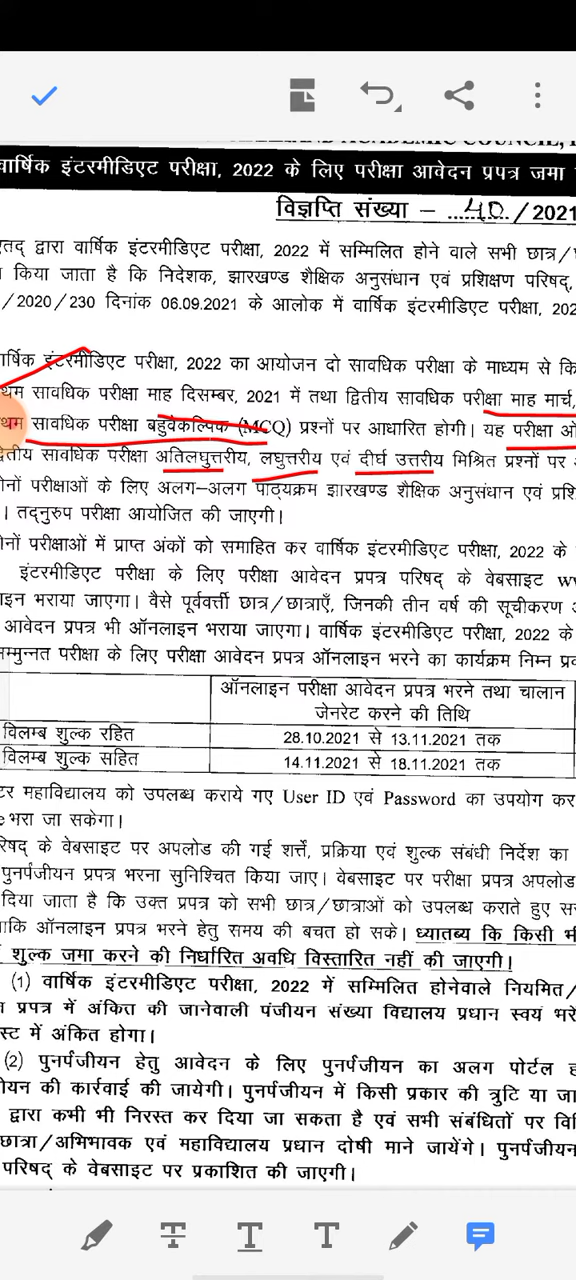 वार्षिक इंटरमीडिएट परीक्षा, 2022 के लिए परीक्षा आवेदन प्रपत्र जमा
विज्ञप्ति संख्या – .....40../2021
एतद् द्वारा वार्षिक इंटरमीडिएट परीक्षा, 2022 में सम्मिलित होने वाले सभी छात्र/
किया जाता है कि निदेशक, झारखण्ड शैक्षिक अनुसंधान एवं प्रशिक्षण परिषद्,
/2020/230 दिनांक 06.09.2021 के आलोक में वार्षिक इंटरमीडिएट परीक्षा, 202
ार्षिक इंटरमीडिएट परीक्षा, 2022 का आयोजन दो सावधिक परीक्षा के माध्यम से कि
थम सावधिक परीक्षा माह दिसम्बर, 2021 में तथा द्वितीय सावधिक परीक्षा माह मार्च,
थम सावधिक परीक्षा बहुवैकल्पिक (MCQ) प्रश्नों पर आधारित होगी। यह परीक्षा ओ
द्वितीय सावधिक परीक्षा अतिलघुत्तरीय, लघुत्तरीय एवं दीर्घ उत्तरीय मिश्रित प्रश्नों पर
ोनों परीक्षाओं के लिए अलग–अलग पाठ्यक्रम झारखण्ड शैक्षिक अनुसंधान एवं प्रशि
। तद्नुरुप परीक्षा आयोजित की जाएगी।
ोनों परीक्षाओं में प्राप्त अंकों को समाहित कर वार्षिक इंटरमीडिएट परीक्षा, 2022 के
इंटरमीडिएट परीक्षा के लिए परीक्षा आवेदन प्रपत्र परिषद् के वेबसाइट ww
ाइन भराया जाएगा। वैसे पूर्ववर्त्ती छात्र/छात्राएँ, जिनकी तीन वर्ष की सूचीकरण
आवेदन प्रपत्र भी ऑनलाइन भराया जाएगा। वार्षिक इंटरमीडिएट परीक्षा, 2022 के
म्मुन्नत परीक्षा के लिए परीक्षा आवेदन प्रपत्र ऑनलाइन भरने का कार्यक्रम निम्न प्रव
ऑनलाइन परीक्षा आवेदन प्रपत्र भरने तथा चालान
जेनरेट करने की तिथि
विलम्ब शुल्क रहित 28.10.2021 से 13.11.2021 तक
विलम्ब शुल्क सहित 14.11.2021 से 18.11.2021 तक
टर महाविद्यालय को उपलब्ध कराये गए User ID एवं Password का उपयोग कर
e भरा जा सकेगा।
रिषद् के वेबसाइट पर अपलोड की गई शर्त्तें, प्रक्रिया एवं शुल्क संबंधी निर्देश का
पुनर्पंजीयन प्रपत्र भरना सुनिश्चित किया जाए। वेबसाइट पर परीक्षा प्रपत्र अपलोड
दिया जाता है कि उक्त प्रपत्र को सभी छात्र/छात्राओं को उपलब्ध कराते हुए सर
ाकि ऑनलाइन प्रपत्र भरने हेतु समय की बचत हो सके। ध्यातब्य कि किसी भी
शुल्क जमा करने की निर्धारित अवधि विस्तारित नहीं की जाएगी।
(1) वार्षिक इंटरमीडिएट परीक्षा, 2022 में सम्मिलित होनेवाले नियमित/
प्रपत्र में अंकित की जानेवाली पंजीयन संख्या विद्यालय प्रधान स्वयं भरे
स्ट में अंकित होगा।
(2) पुनर्पंजीयन हेतु आवेदन के लिए पुनर्पंजीयन का अलग पोर्टल ह
ीयन की कार्रवाई की जायेगी। पुनर्पंजीयन में किसी प्रकार की त्रुटि या जा
द्वारा कभी भी निरस्त कर दिया जा सकता है एवं सभी संबंधितों पर वि
छात्रा/अभिभावक एवं महाविद्यालय प्रधान दोषी माने जायेंगे। पुनर्पंजीयन
परिषद् के वेबसाइट पर प्रकाशित की जाएगी।